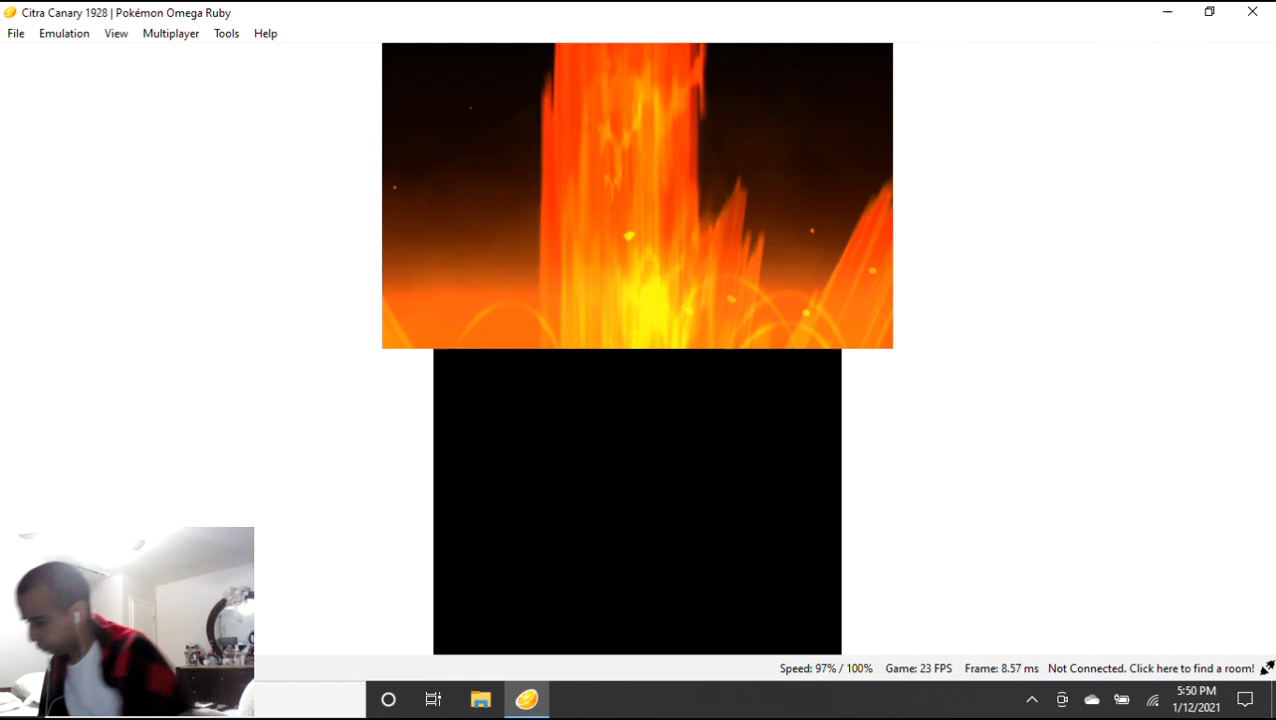 Citra Canary 1928 | Pokémon Omega Ruby
File Emulation View Multiplayer Tools Help
Speed: 97% / 100% Game: 23 FPS Frame: 8.57 ms Not Connected. Click here to find a room!
5:50 PM
1/12/2021